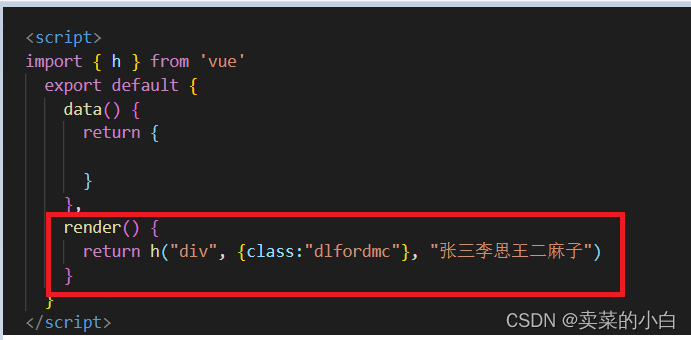 <script>
import { h } from 'vue'
export default {
data() {
return {
}
},
render() {
return h("div", {class:"dlfordmc"}, "张三李思王二麻子")
}
}
</script>
CSDN @卖菜的小白